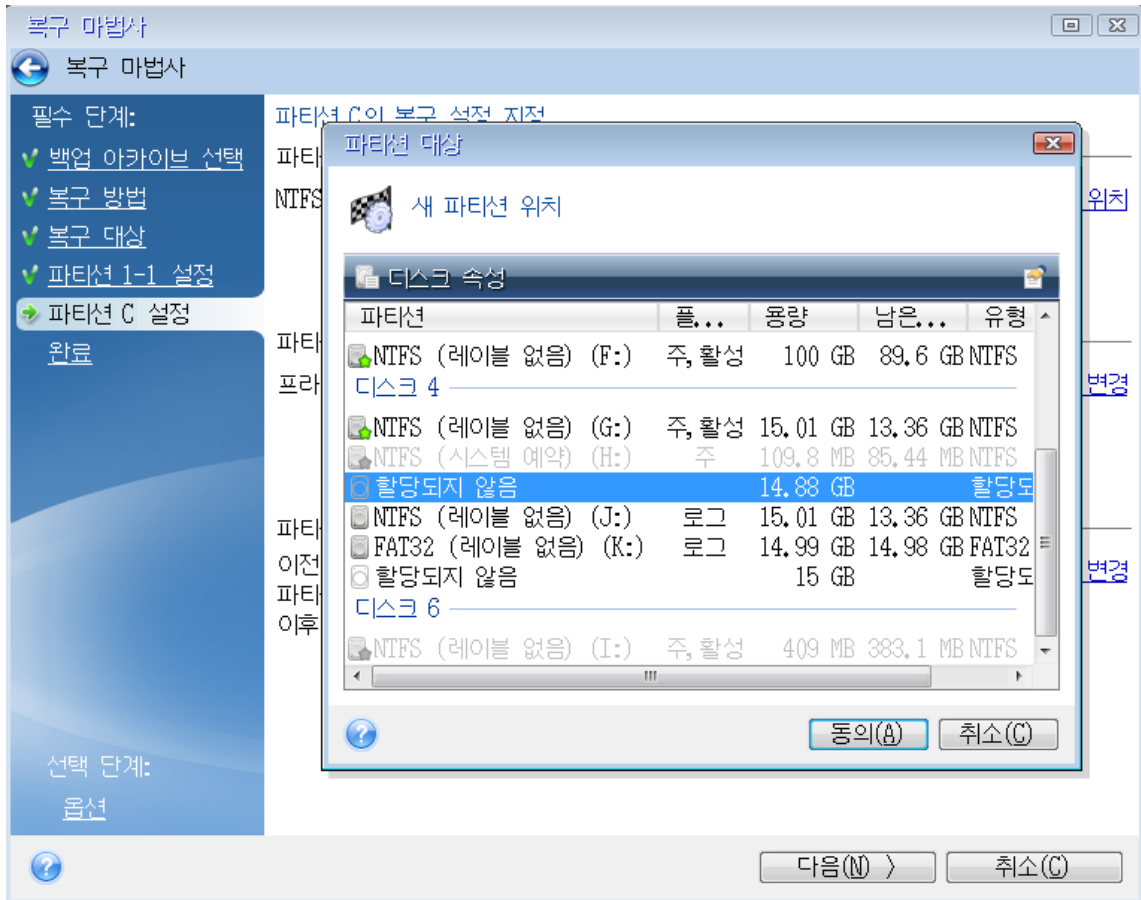 복구 마법사
복구 마법사
필수 단계:
백업 아카이브 선택
복구 방법
복구 대상
파티션 1-1 설정
파티션 C 설정
완료
선택 단계:
옵션
파티션 C의 복구 설정 지정
NTFS
위치
변경
이전
변경
이후
파티션 대상
새 파티션 위치
디스크 속성
파티션 플... 용량 남은... 유형
NTFS (레이블 없음) (F:) 주,활성 100 GB 89.6 GB NTFS
디스크 4
NTFS (레이블 없음) (G:) 주,활성 15.01 GB 13.36 GB NTFS
NTFS (시스템 예약) (H:) 주 109.8 MB 85.44 MB NTFS
할당되지 않음 14.88 GB 할당되
NTFS (레이블 없음) (J:) 로그 15.01 GB 13.36 GB NTFS
FAT32 (레이블 없음) (K:) 로그 14.99 GB 14.98 GB FAT32
할당되지 않음 15 GB 할당되
디스크 6
NTFS (레이블 없음) (I:) 주,활성 409 MB 383.1 MB NTFS
동의(A) 취소(C)
다음(N) > 취소(C)